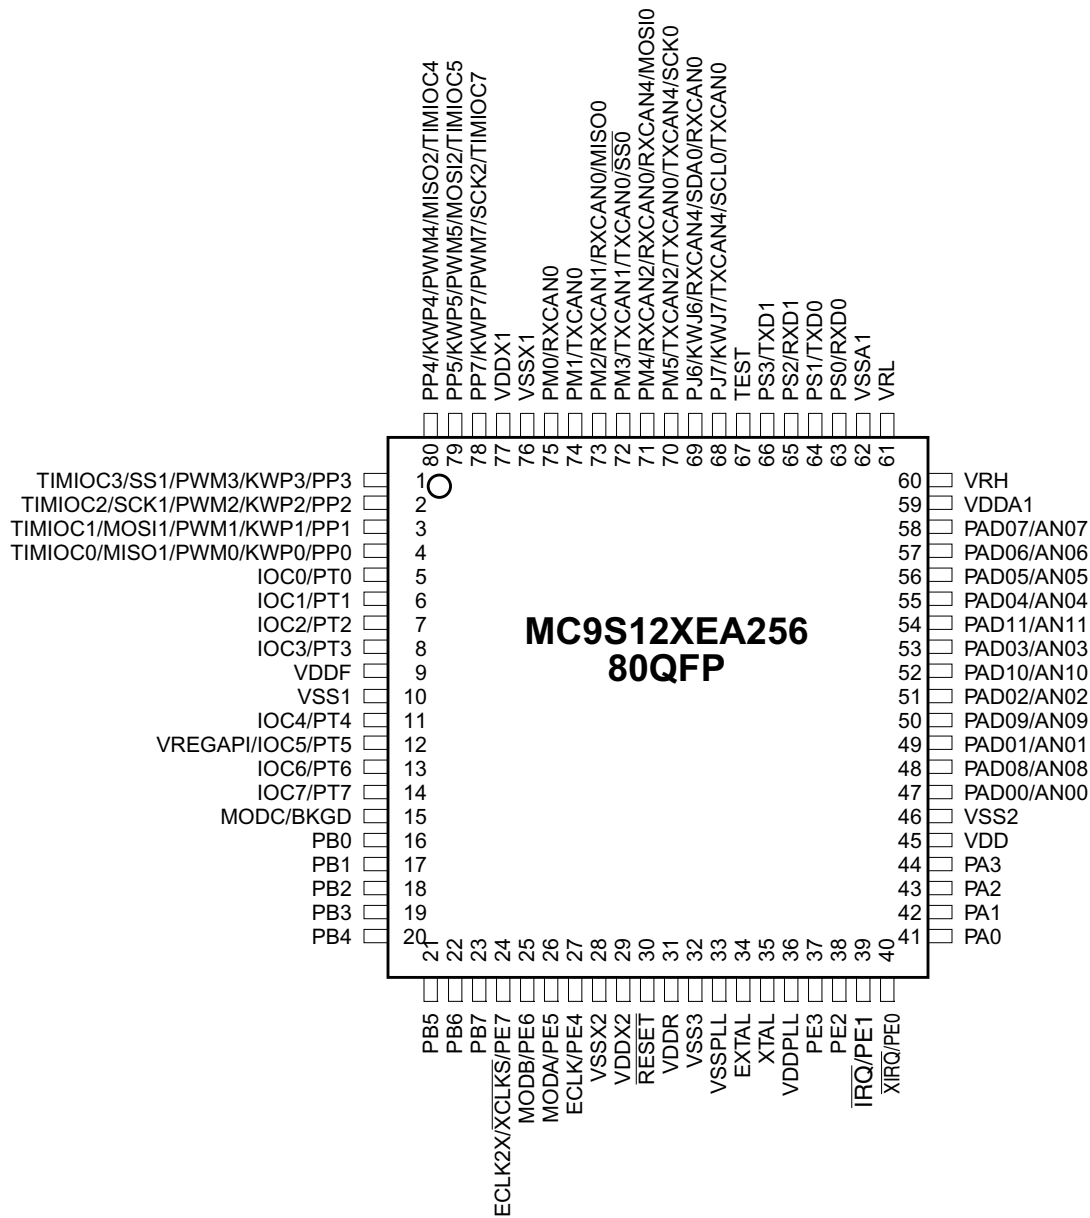 PP4/KWP4/PWM4/MISO2/TIMIOC4
PP5/KWP5/PWM5/MOSI2/TIMIOC5
PP7/KWP7/PWM7/SCK2/TIMIOC7
VDDX1
VSSX1
PM0/RXCAN0
PM1/TXCAN0
PM2/RXCAN1/RXCAN0/MISO0
PM3/TXCAN1/TXCAN0/SS0
PM4/RXCAN2/RXCAN0/RXCAN4/MOSI0
PM5/TXCAN2/TXCAN0/TXCAN4/SCK0
PJ6/KWJ6/RXCAN4/SDA0/RXCAN0
PJ7/KWJ7/TXCAN4/SCL0/TXCAN0
TEST
PS3/TXD1
PS2/RXD1
PS1/TXD0
PS0/RXD0
VSSA1
VRL
80
79
78
77
76
75
74
73
72
71
70
69
68
67
66
65
64
63
62
61
TIMIOC3/SS1/PWM3/KWP3/PP3 1
TIMIOC2/SCK1/PWM2/KWP2/PP2 2
TIMIOC1/MOSI1/PWM1/KWP1/PP1 3
TIMIOC0/MISO1/PWM0/KWP0/PP0 4
IOC0/PT0 5
IOC1/PT1 6
IOC2/PT2 7
IOC3/PT3 8
VDDF 9
VSS1 10
IOC4/PT4 11
VREGAPI/IOC5/PT5 12
IOC6/PT6 13
IOC7/PT7 14
MODC/BKGD 15
PB0 16
PB1 17
PB2 18
PB3 19
PB4 20
MC9S12XEA256
80QFP
60 VRH
59 VDDA1
58 PAD07/AN07
57 PAD06/AN06
56 PAD05/AN05
55 PAD04/AN04
54 PAD11/AN11
53 PAD03/AN03
52 PAD10/AN10
51 PAD02/AN02
50 PAD09/AN09
49 PAD01/AN01
48 PAD08/AN08
47 PAD00/AN00
46 VSS2
45 VDD
44 PA3
43 PA2
42 PA1
41 PA0
21
22
23
24
25
26
27
28
29
30
31
32
33
34
35
36
37
38
39
40
PB5
PB6
PB7
ECLK2X/XCLKS/PE7
MODB/PE6
MODA/PE5
ECLK/PE4
VSSX2
VDDX2
RESET
VDDR
VSS3
VSSPLL
EXTAL
XTAL
VDDPLL
PE3
PE2
IRQ/PE1
XIRQ/PE0